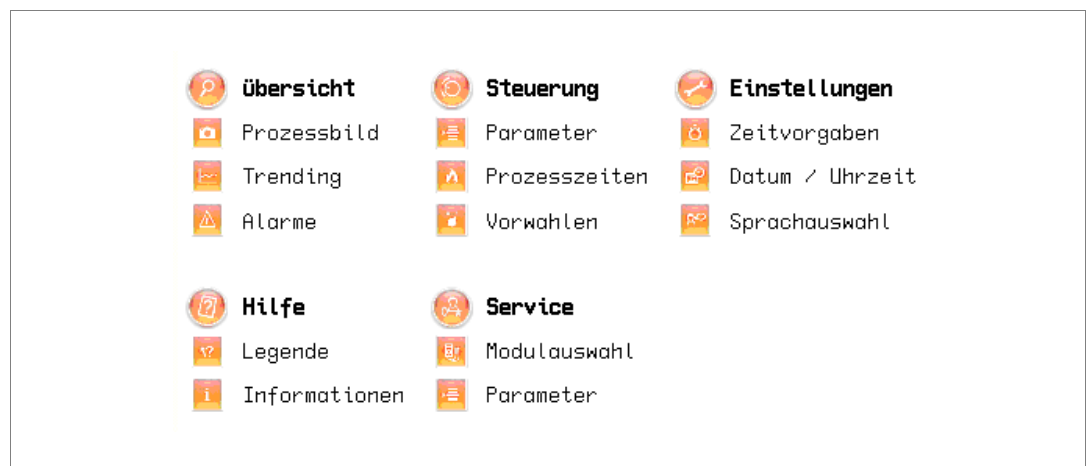 Übersicht
Prozessbild
Trending
Alarme
Steuerung
Parameter
Prozesszeiten
Vorwahlen
Einstellungen
Zeitvorgaben
Datum / Uhrzeit
Sprachauswahl
Hilfe
Legende
Informationen
Service
Modulauswahl
Parameter